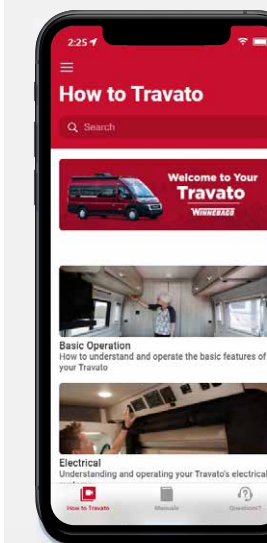 2:25
How to Travato
Search
Welcome to Your
Travato
WINNEBAGO
Basic Operation
How to understand and operate the basic features of
your Travato
Electrical
Understanding and operating your Travato's electrical
systems
How to Travato
Manuals
Questions?